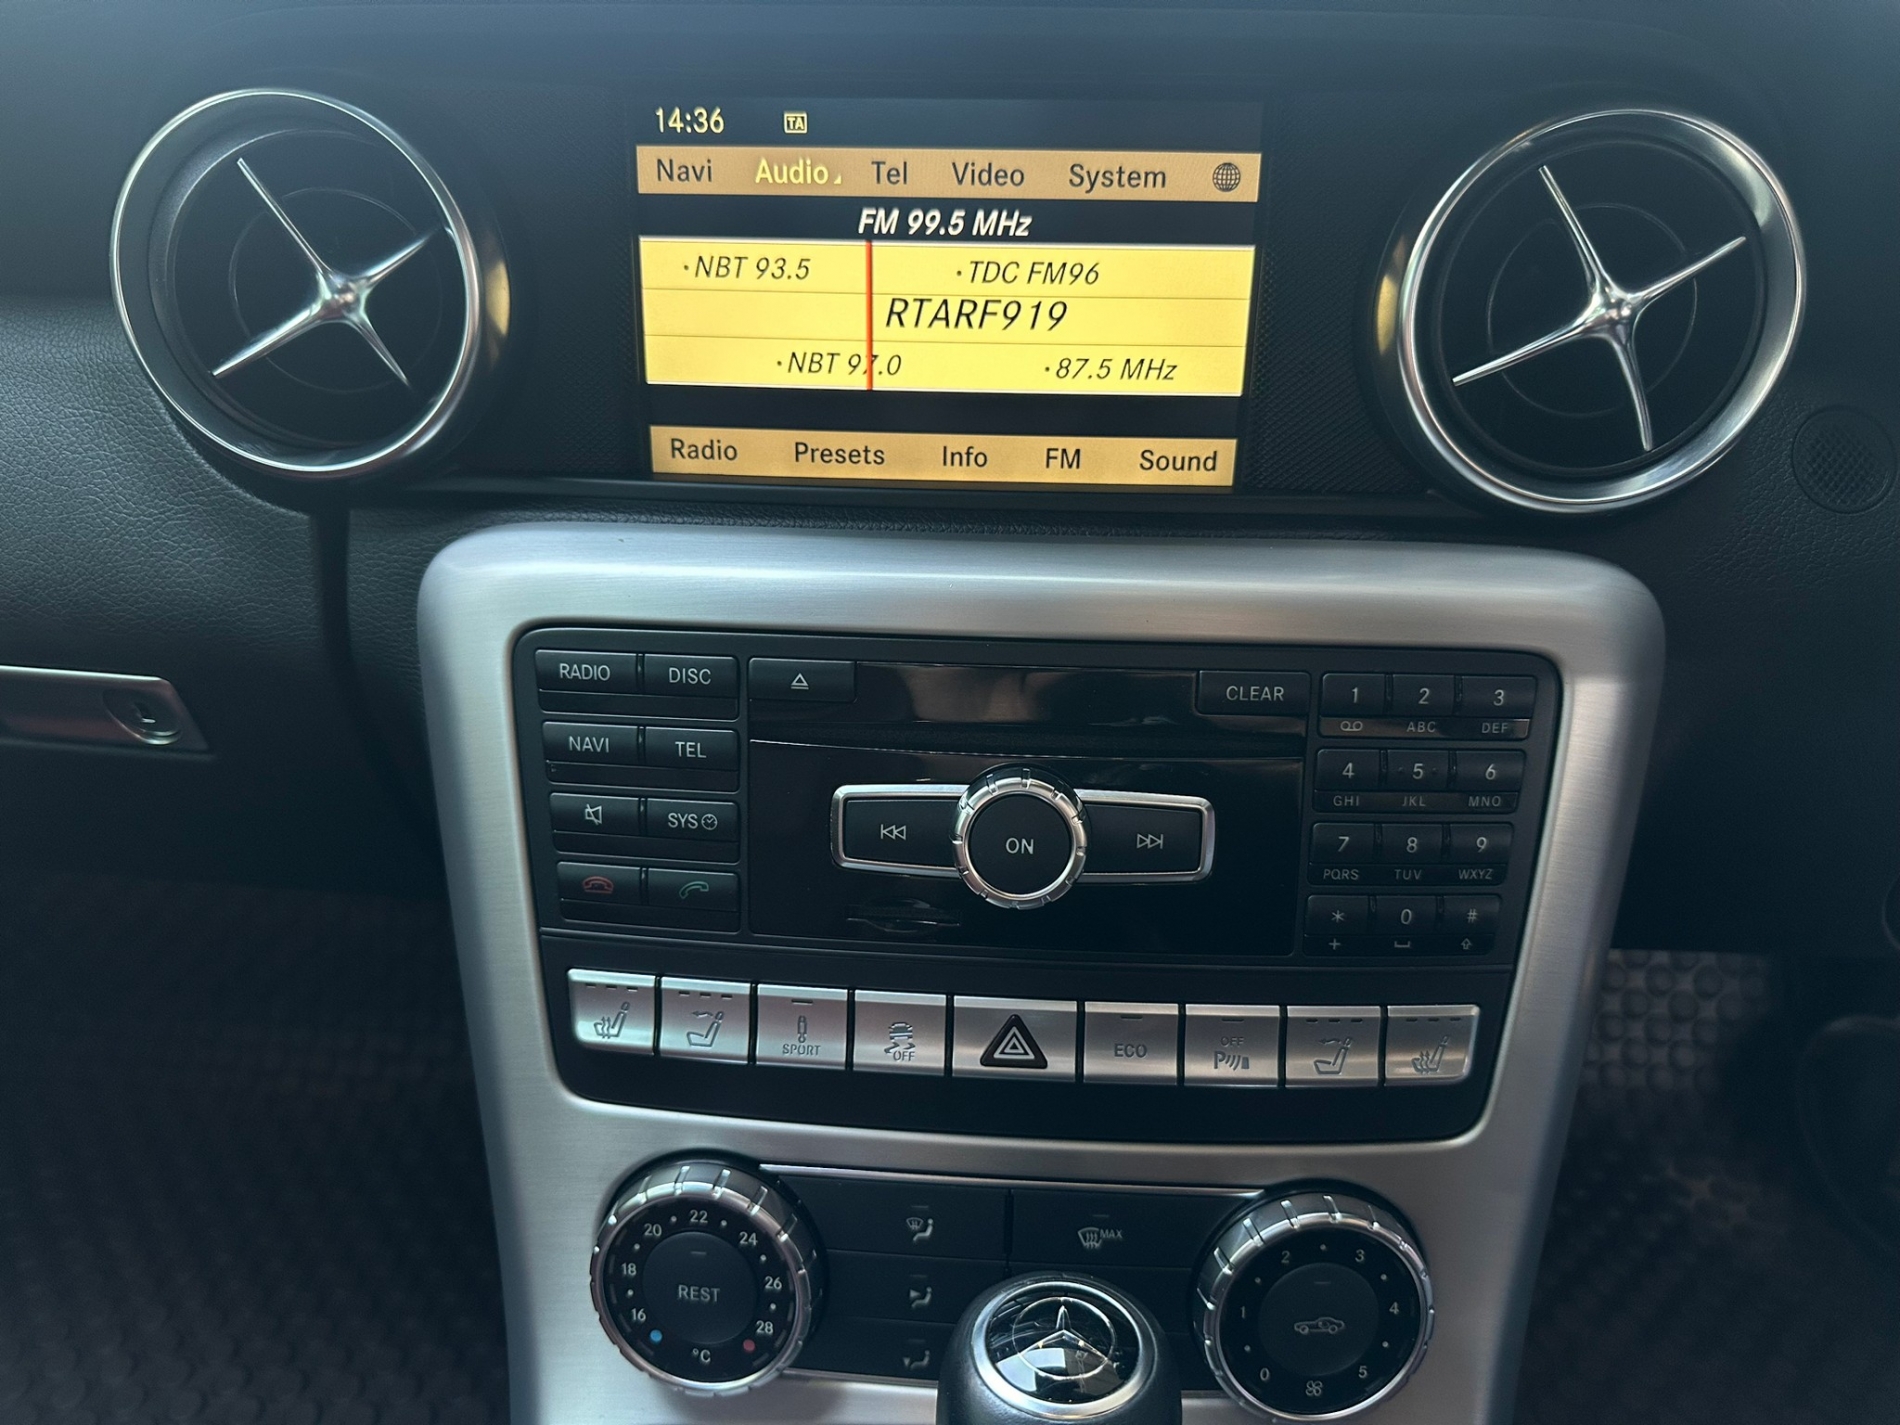 14:36 TA
Navi Audio Tel Video System
FM 99.5 MHz
·NBT 93.5 ·TDC FM96
RTARF919
·NBT 97.0 ·87.5 MHz
Radio Presets Info FM Sound
RADIO DISC CLEAR 1 2 3
ABC DEF
NAVI TEL 4 ·5· 6
GHI JKL MNO
SYS ON 7 8 9
PQRS TUV WXYZ
* 0 #
+
SPORT OFF ECO OFF
P
MAX
16 18 20 22 24 26 28
REST
°C
0 1 2 3 4 5